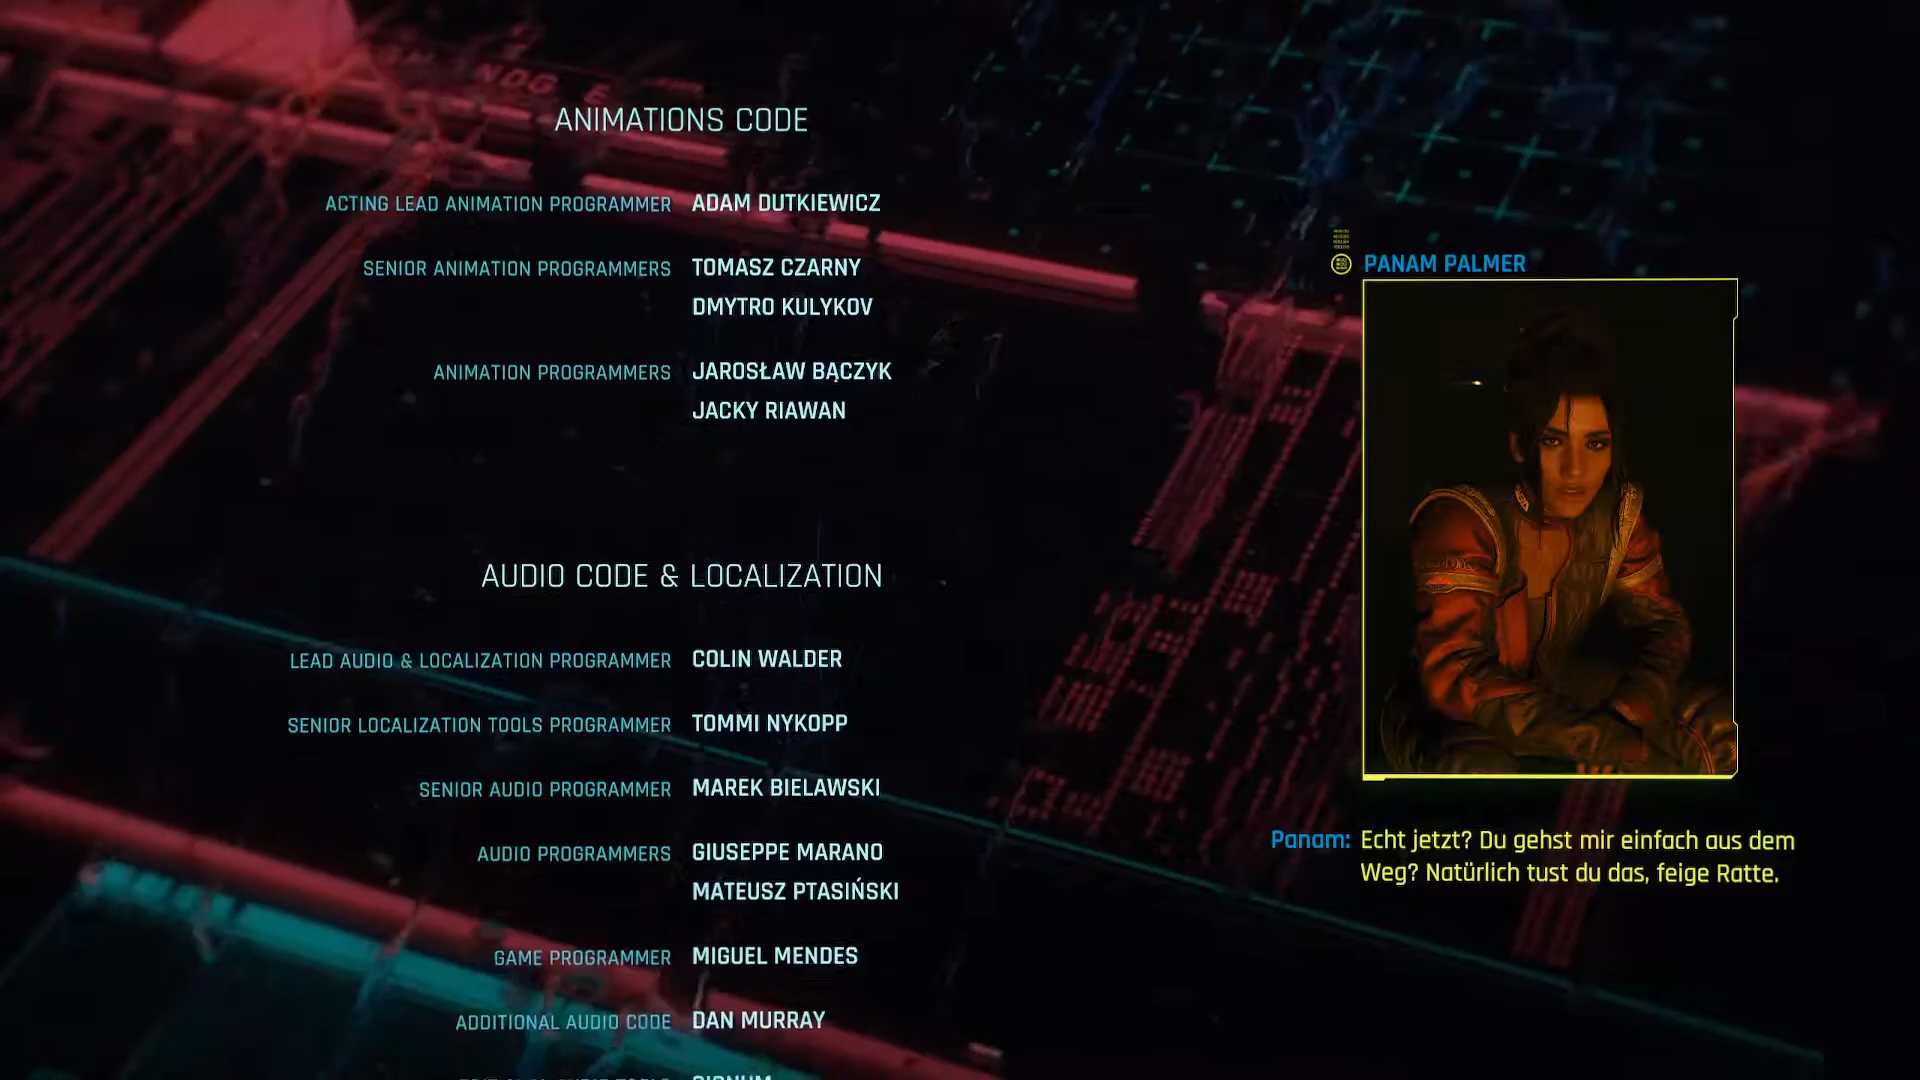 ANIMATIONS CODE
ACTING LEAD ANIMATION PROGRAMMER ADAM DUTKIEWICZ
SENIOR ANIMATION PROGRAMMERS TOMASZ CZARNY
DMYTRO KULYKOV
ANIMATION PROGRAMMERS JAROSŁAW BĄCZYK
JACKY RIAWAN
AUDIO CODE & LOCALIZATION
LEAD AUDIO & LOCALIZATION PROGRAMMER COLIN WALDER
SENIOR LOCALIZATION TOOLS PROGRAMMER TOMMI NYKOPP
SENIOR AUDIO PROGRAMMER MAREK BIELAWSKI
AUDIO PROGRAMMERS GIUSEPPE MARANO
MATEUSZ PTASIŃSKI
GAME PROGRAMMER MIGUEL MENDES
ADDITIONAL AUDIO CODE DAN MURRAY
PANAM PALMER
Panam: Echt jetzt? Du gehst mir einfach aus dem
Weg? Natürlich tust du das, feige Ratte.